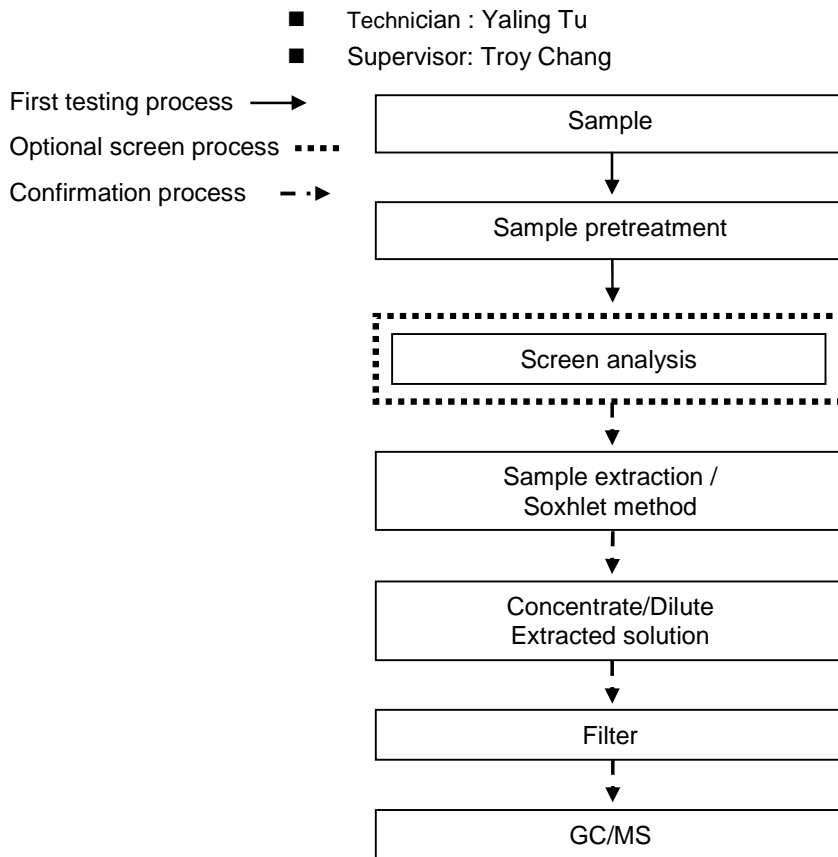 ■ Technician : Yaling Tu
■ Supervisor: Troy Chang
First testing process
Optional screen process
Confirmation process
Sample
Sample pretreatment
Screen analysis
Sample extraction /
Soxhlet method
Concentrate/Dilute
Extracted solution
Filter
GC/MS